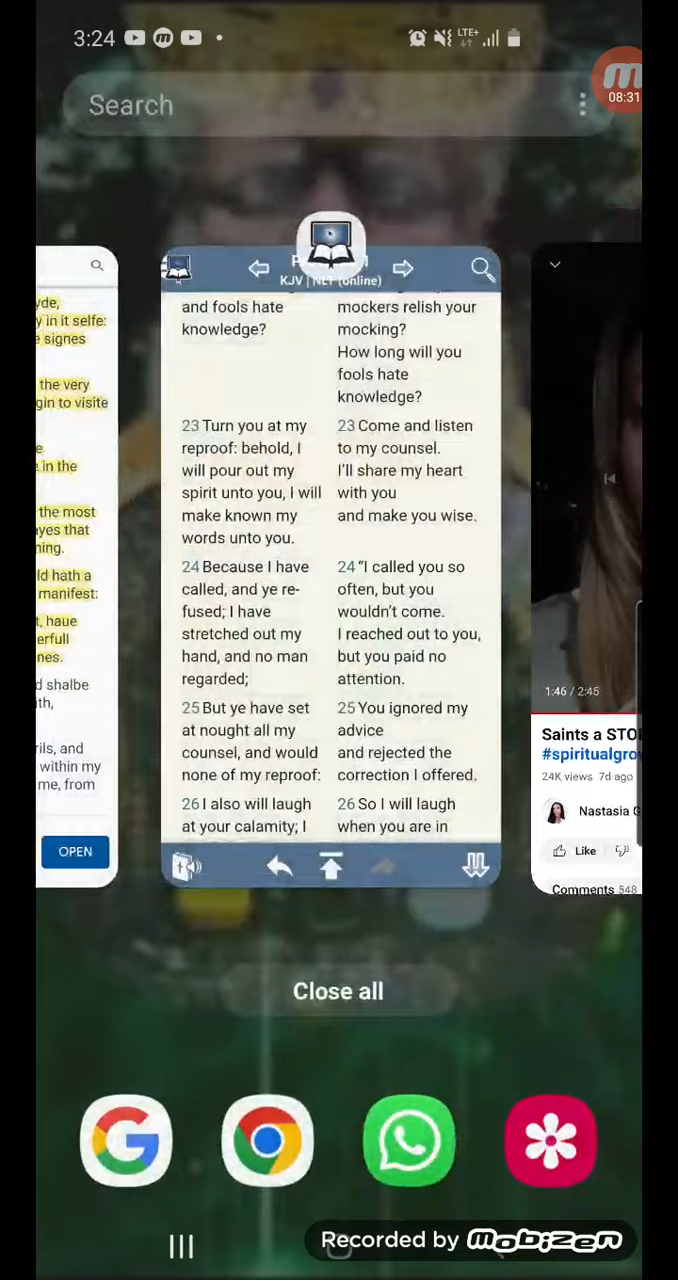 3:24
LTE+
08:31
Search
KJV | NLT (online)
and fools hate
knowledge?
mockers relish your
mocking?
How long will you
fools hate
knowledge?
23 Turn you at my
reproof: behold, I
will pour out my
spirit unto you, I will
make known my
words unto you.
23 Come and listen
to my counsel.
I'll share my heart
with you
and make you wise.
24 Because I have
called, and ye re-
fused; I have
stretched out my
hand, and no man
regarded;
24 “I called you so
often, but you
wouldn't come.
I reached out to you,
but you paid no
attention.
25 But ye have set
at nought all my
counsel, and would
none of my reproof:
25 You ignored my
advice
and rejected the
correction I offered.
26 I also will laugh
at your calamity; I
26 So I will laugh
when you are in
yde,
y in it selfe:
e signes
the very
gin to visite
e in the
the most
ayes that
ning.
ld hath a
manifest:
t, haue
erfull
nes.
d shalbe
ith,
rils, and
within my
me, from
OPEN
1:46 / 2:45
Saints a STO
#spiritualgro
24K views 7d ago
Nastasia G
Like
Comments 548
Close all
Recorded by mobizen